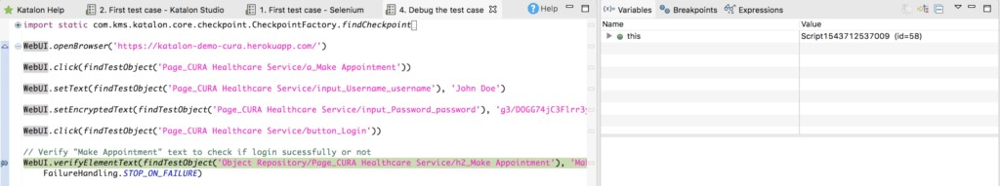 Katalon Help
2. First test case - Katalon Studio
1. First test case - Selenium
4. Debug the test case
Help
Variables
Breakpoints
Expressions
import static com.kms.katalon.core.checkpoint.CheckpointFactory.findCheckpoint
Name
Value
this
Script1543712537009 (id=58)
WebUI.openBrowser('https://katalon-demo-cura.herokuapp.com/')
WebUI.click(findTestObject('Page_CURA Healthcare Service/a_Make Appointment'))
WebUI.setText(findTestObject('Page_CURA Healthcare Service/input_Username_username'), 'John Doe')
WebUI.setEncryptedText(findTestObject('Page_CURA Healthcare Service/input_Password_password'), 'g3/DOGG74jC3Flrr3y
WebUI.click(findTestObject('Page_CURA Healthcare Service/button_Login'))
// Verify "Make Appointment" text to check if login sucessfully or not
WebUI.verifyElementText(findTestObject('Object Repository/Page_CURA Healthcare Service/h2_Make Appointment'), 'Mak
FailureHandling.STOP_ON_FAILURE)